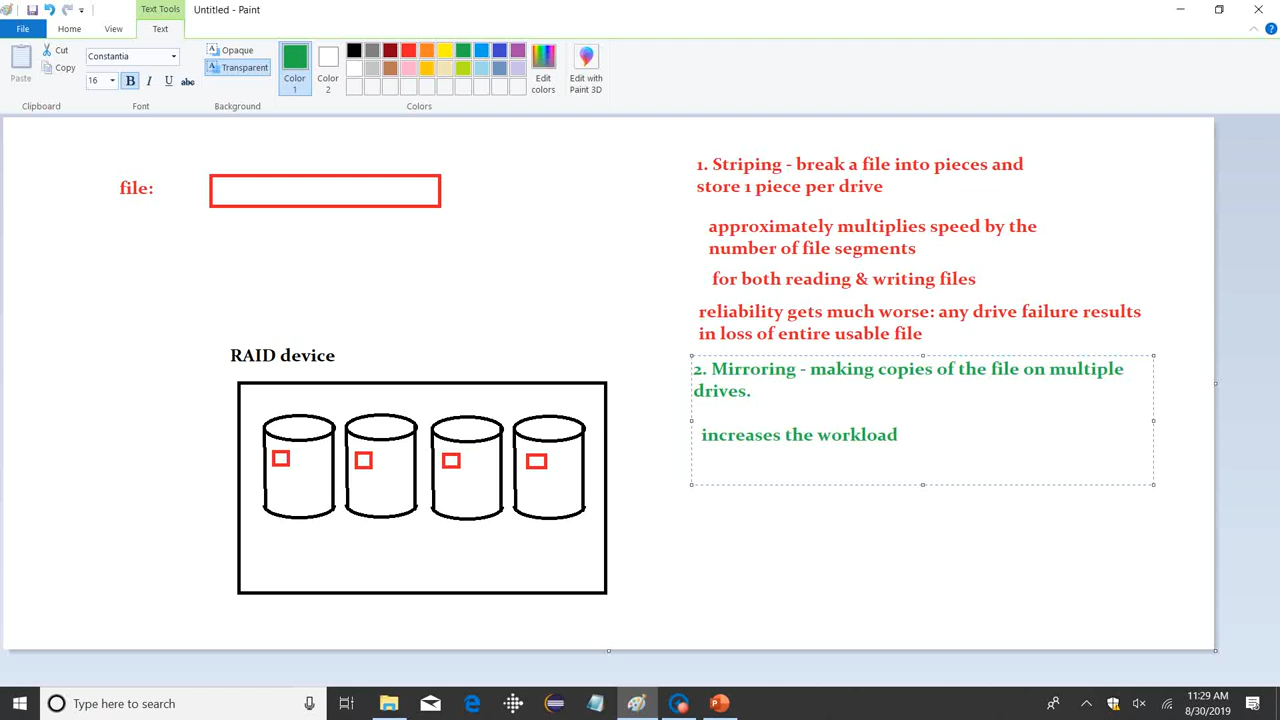 Text Tools
Untitled - Paint
File
Home
View
Text
Paste
Cut
Copy
Clipboard
Constantia
16
B
I
U
abc
Font
A Opaque
A Transparent
Background
Color
1
Color
2
Colors
Edit
colors
Edit with
Paint 3D
file:
1. Striping - break a file into pieces and
store 1 piece per drive
approximately multiplies speed by the
number of file segments
for both reading & writing files
reliability gets much worse: any drive failure results
in loss of entire usable file
RAID device
2. Mirroring - making copies of the file on multiple
drives.
increases the workload
Type here to search
11:29 AM
8/30/2019